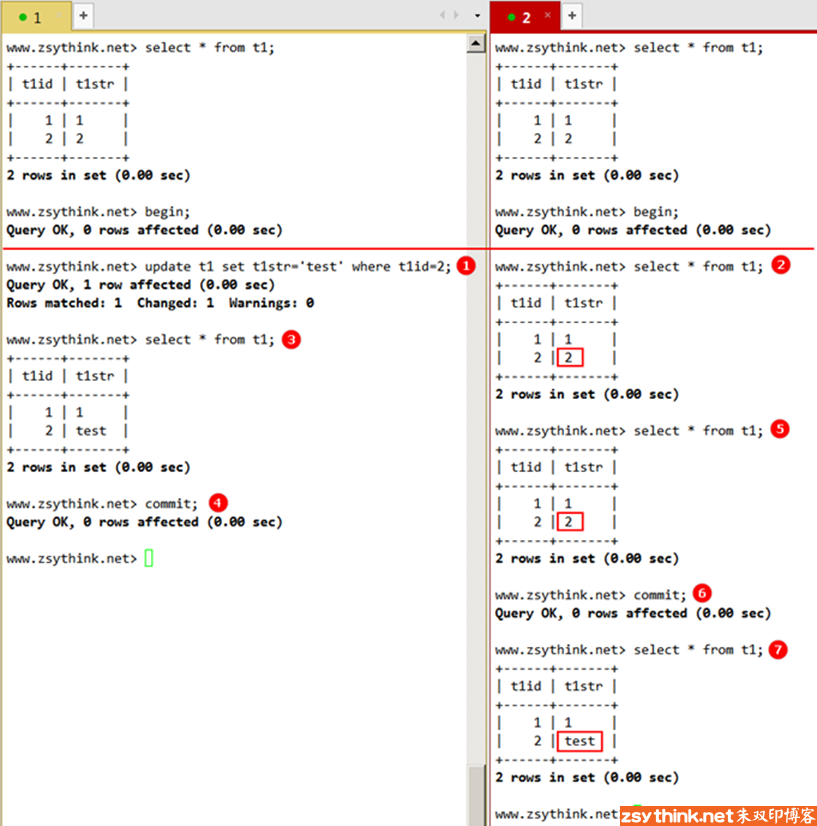 1
www.zsythink.net> select * from t1;
+------+-------+
| t1id | t1str |
+------+-------+
|    1 | 1     |
|    2 | 2     |
+------+-------+
2 rows in set (0.00 sec)
www.zsythink.net> begin;
Query OK, 0 rows affected (0.00 sec)
www.zsythink.net> update t1 set t1str='test' where t1id=2; 1
Query OK, 1 row affected (0.00 sec)
Rows matched: 1  Changed: 1  Warnings: 0
www.zsythink.net> select * from t1; 3
+------+-------+
| t1id | t1str |
+------+-------+
|    1 | 1     |
|    2 | test  |
+------+-------+
2 rows in set (0.00 sec)
www.zsythink.net> commit; 4
Query OK, 0 rows affected (0.00 sec)
www.zsythink.net>
2
www.zsythink.net> select * from t1;
+------+-------+
| t1id | t1str |
+------+-------+
|    1 | 1     |
|    2 | 2     |
+------+-------+
2 rows in set (0.00 sec)
www.zsythink.net> begin;
Query OK, 0 rows affected (0.00 sec)
www.zsythink.net> select * from t1; 2
+------+-------+
| t1id | t1str |
+------+-------+
|    1 | 1     |
|    2 | 2     |
+------+-------+
2 rows in set (0.00 sec)
www.zsythink.net> select * from t1; 5
+------+-------+
| t1id | t1str |
+------+-------+
|    1 | 1     |
|    2 | 2     |
+------+-------+
2 rows in set (0.00 sec)
www.zsythink.net> commit; 6
Query OK, 0 rows affected (0.00 sec)
www.zsythink.net> select * from t1; 7
+------+-------+
| t1id | t1str |
+------+-------+
|    1 | 1     |
|    2 | test  |
+------+-------+
2 rows in set (0.00 sec)
www.zsythink.net
zsythink.net朱双印博客